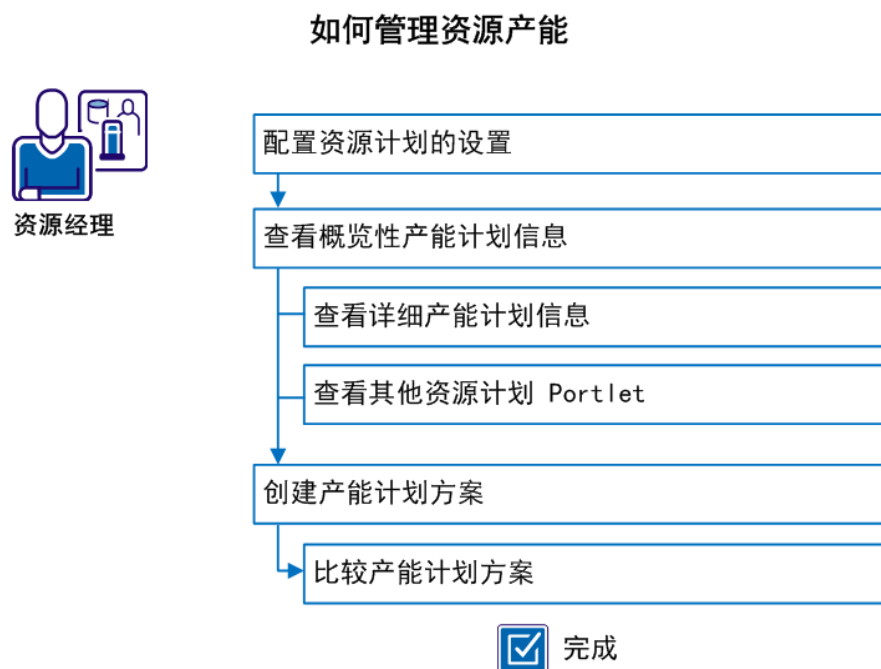 如何管理资源产能
资源经理
配置资源计划的设置
查看概览性产能计划信息
查看详细产能计划信息
查看其他资源计划 Portlet
创建产能计划方案
比较产能计划方案
完成